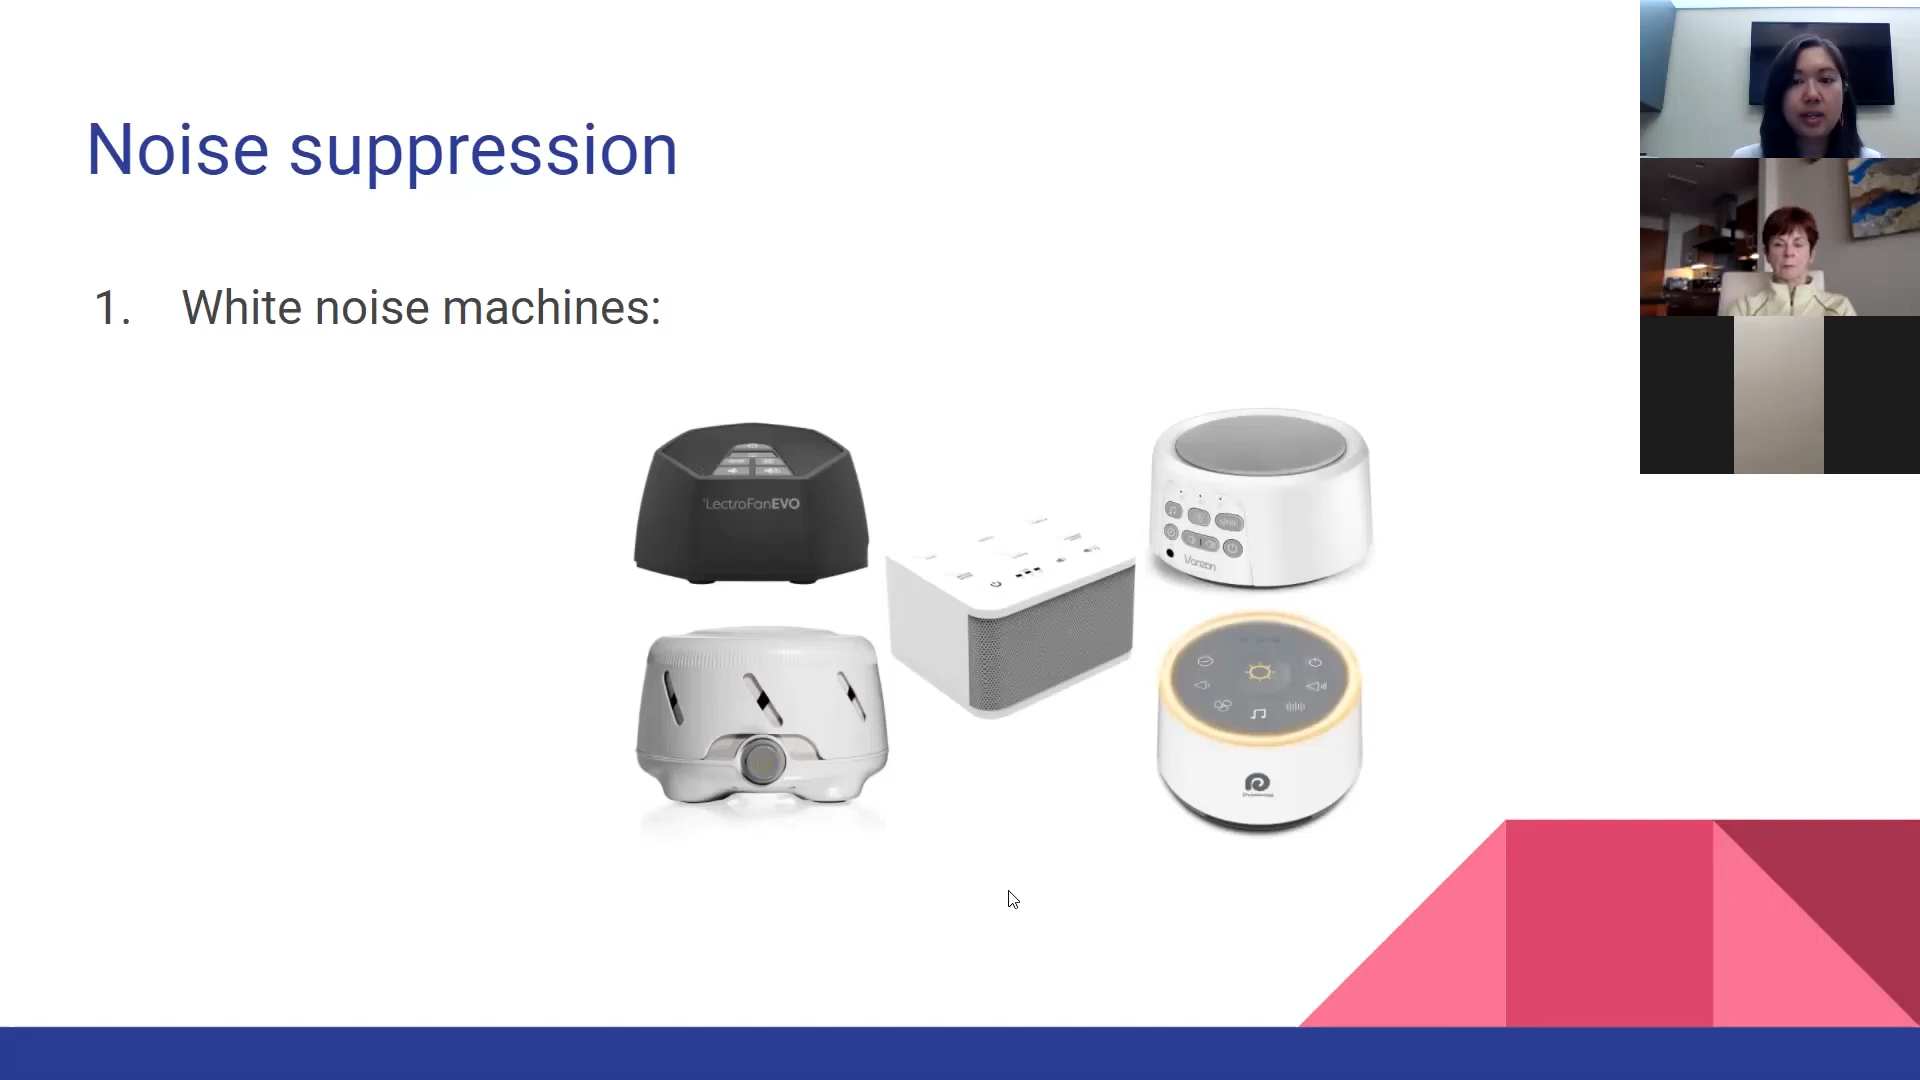 Noise suppression
1. White noise machines:
LectroFanEVO
Vanzon